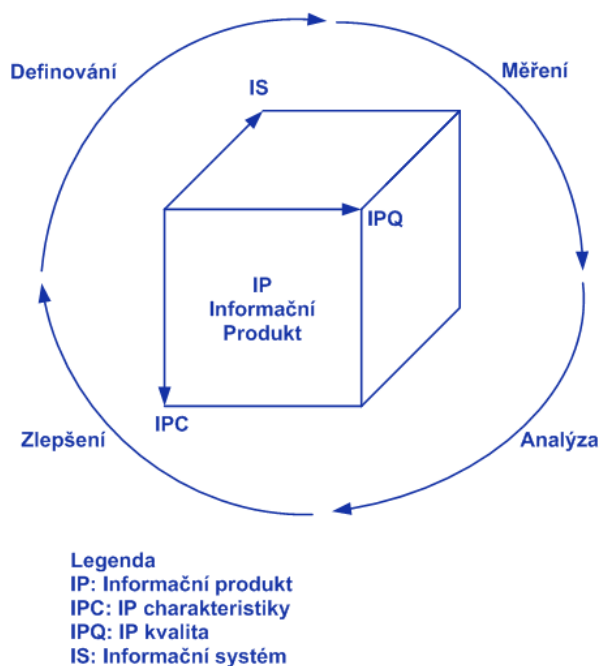 Definování
Měření
IS
IPQ
IP
Informační
Produkt
IPC
Zlepšení
Analýza
Legenda
IP: Informační produkt
IPC: IP charakteristiky
IPQ: IP kvalita
IS: Informační systém